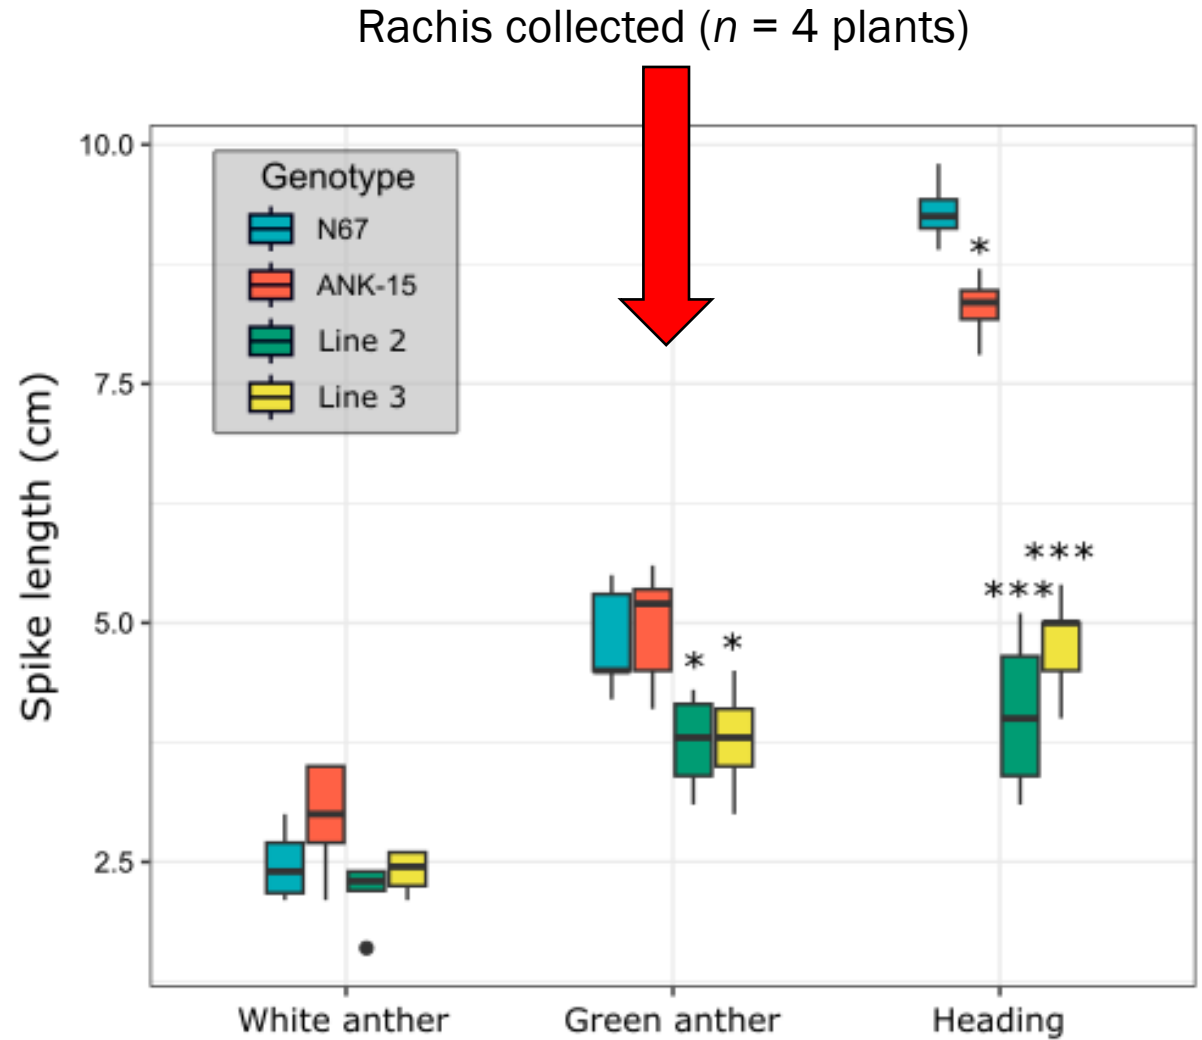 Rachis collected (n = 4 plants)
Genotype
N67
ANK-15
Line 2
Line 3
Spike length (cm)
10.0
7.5
5.0
2.5
*
* * *
* * *
*
*
White anther
Green anther
Heading